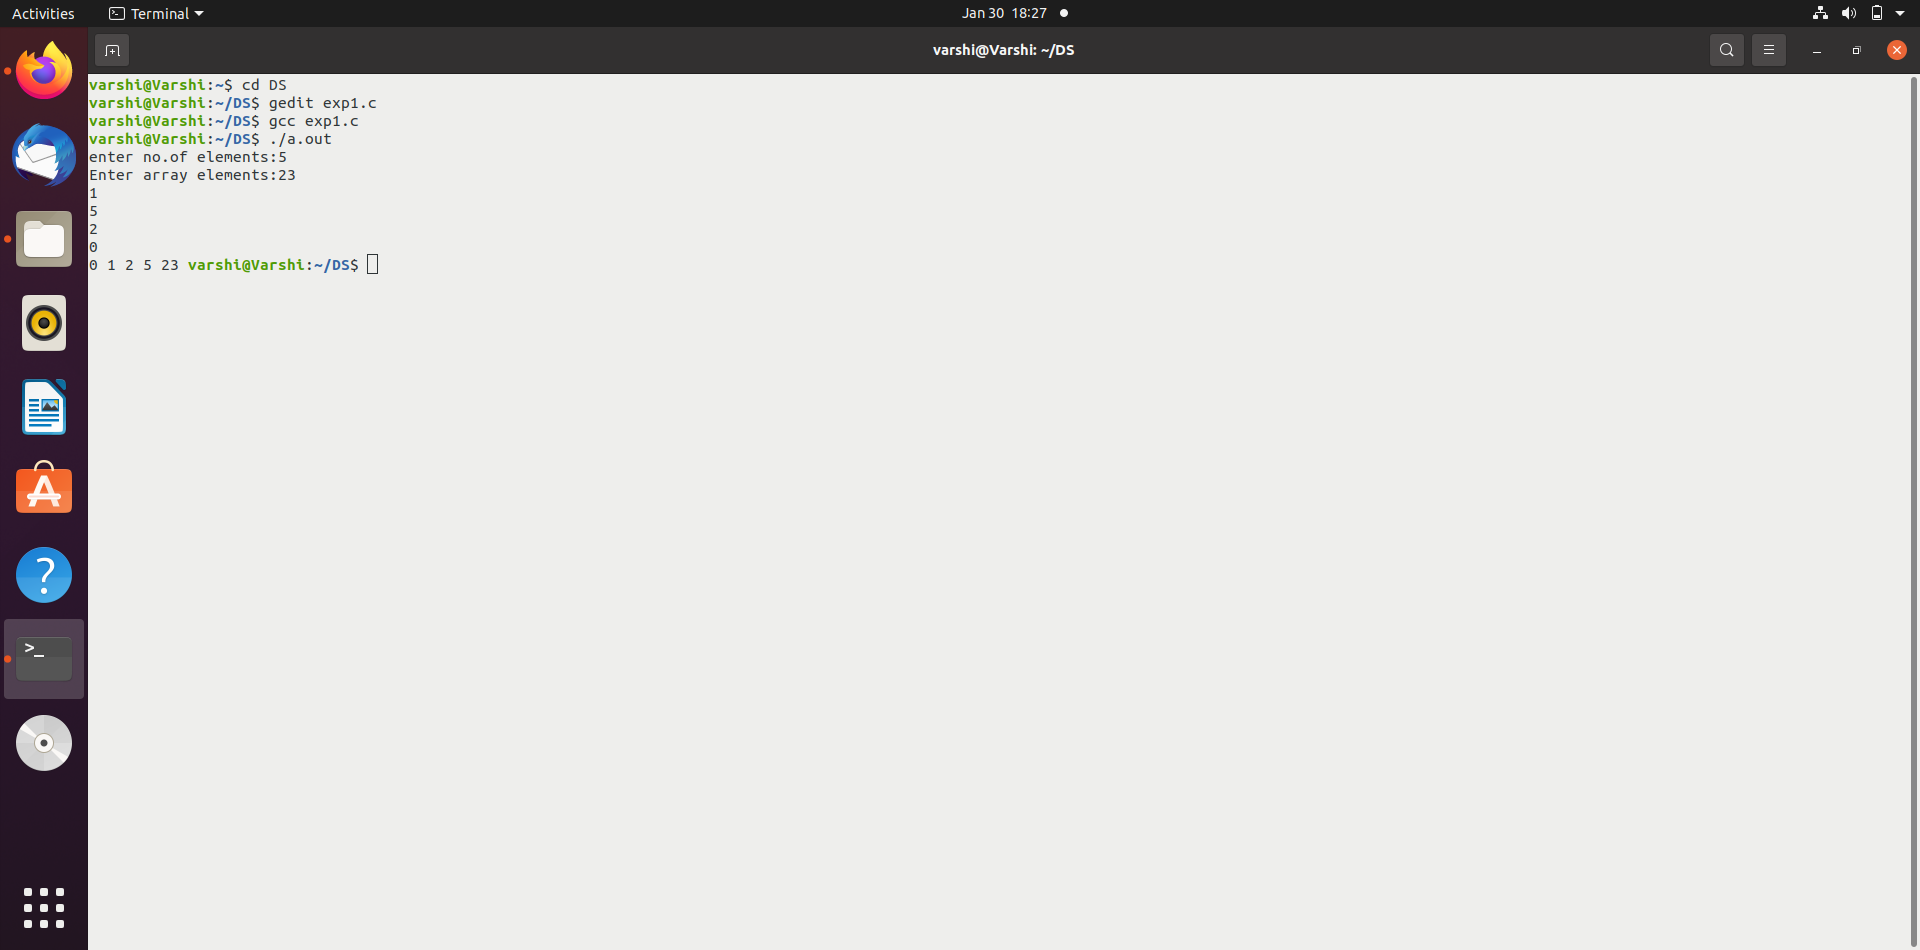 Activities
Terminal
Jan 30 18:27
varshi@Varshi: ~/DS
varshi@Varshi:~$ cd DS
varshi@Varshi:~/DS$ gedit exp1.c
varshi@Varshi:~/DS$ gcc exp1.c
varshi@Varshi:~/DS$ ./a.out
enter no.of elements:5
Enter array elements:23
1
5
2
0
0 1 2 5 23 varshi@Varshi:~/DS$